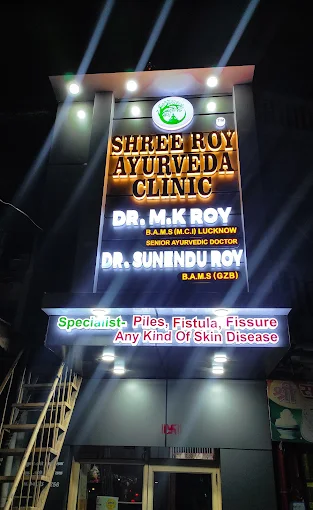 SHREE ROY
AYURVEDA
CLINIC
DR. M.K ROY
B.A.M.S (M.C.I) LUCKNOW
SENIOR AYURVEDIC DOCTOR
DR. SUNENDU ROY
B.A.M.S (GZB)
Specialist- Piles, Fistula, Fissure
Any Kind Of Skin Disease